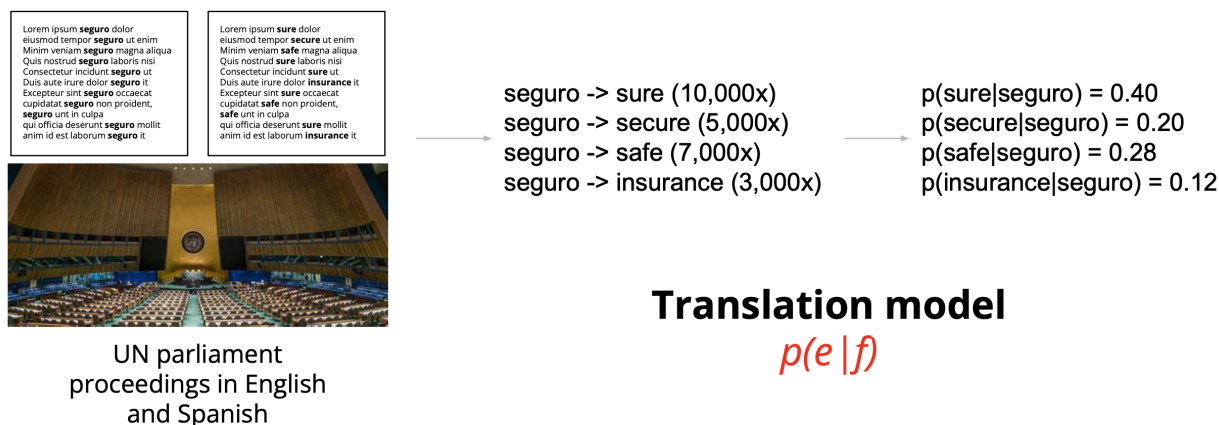 Lorem ipsum seguro dolor
eiusmod tempor seguro ut enim
Minim veniam seguro magna aliqua
Quis nostrud seguro laboris nisi
Consectetur incidunt seguro ut
Duis aute irure dolor seguro it
Excepteur sint seguro occaecat
cupidatat seguro non proident,
seguro unt in culpa
qui officia deserunt seguro mollit
anim id est laborum seguro it
Lorem ipsum sure dolor
eiusmod tempor secure ut enim
Minim veniam safe magna aliqua
Quis nostrud sure laboris nisi
Consectetur incidunt sure ut
Duis aute irure dolor insurance it
Excepteur sint sure occaecat
cupidatat safe non proident,
safe unt in culpa
qui officia deserunt sure mollit
anim id est laborum insurance it
UN parliament
proceedings in English
and Spanish
seguro -> sure (10,000x)
seguro -> secure (5,000x)
seguro -> safe (7,000x)
seguro -> insurance (3,000x)
p(sure|seguro) = 0.40
p(secure|seguro) = 0.20
p(safe|seguro) = 0.28
p(insurance|seguro) = 0.12
Translation model
p(e|f)